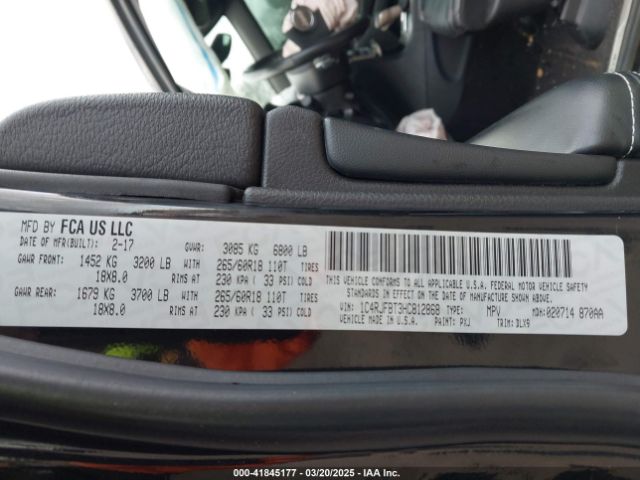 MFD BY FCA US LLC
DATE OF MFR(BUILT): 2-17 GVWR: 3085 KG 6800 LB
GAWR FRONT: 1452 KG 3200 LB WITH 265/60R18 110T TIRES
18X8.0 RIMS AT 230 KPA ( 33 PSI) COLD
GAWR REAR: 1679 KG 3700 LB WITH 265/60R18 110T TIRES
18X8.0 RIMS AT 230 KPA ( 33 PSI) COLD
THIS VEHICLE CONFORMS TO ALL APPLICABLE U.S.A. FEDERAL MOTOR VEHICLE SAFETY
STANDARDS IN EFFECT ON THE DATE OF MANUFACTURE SHOWN ABOVE.
VIN: 1C4RJFBT3HC812868 TYPE: MPV MDH: 020714 870AA
VEHICLE MADE IN U.S.A. PAINT: PXJ TRIM: DLX9
0-41845177 - 03/20/2025 - IAA Inc.